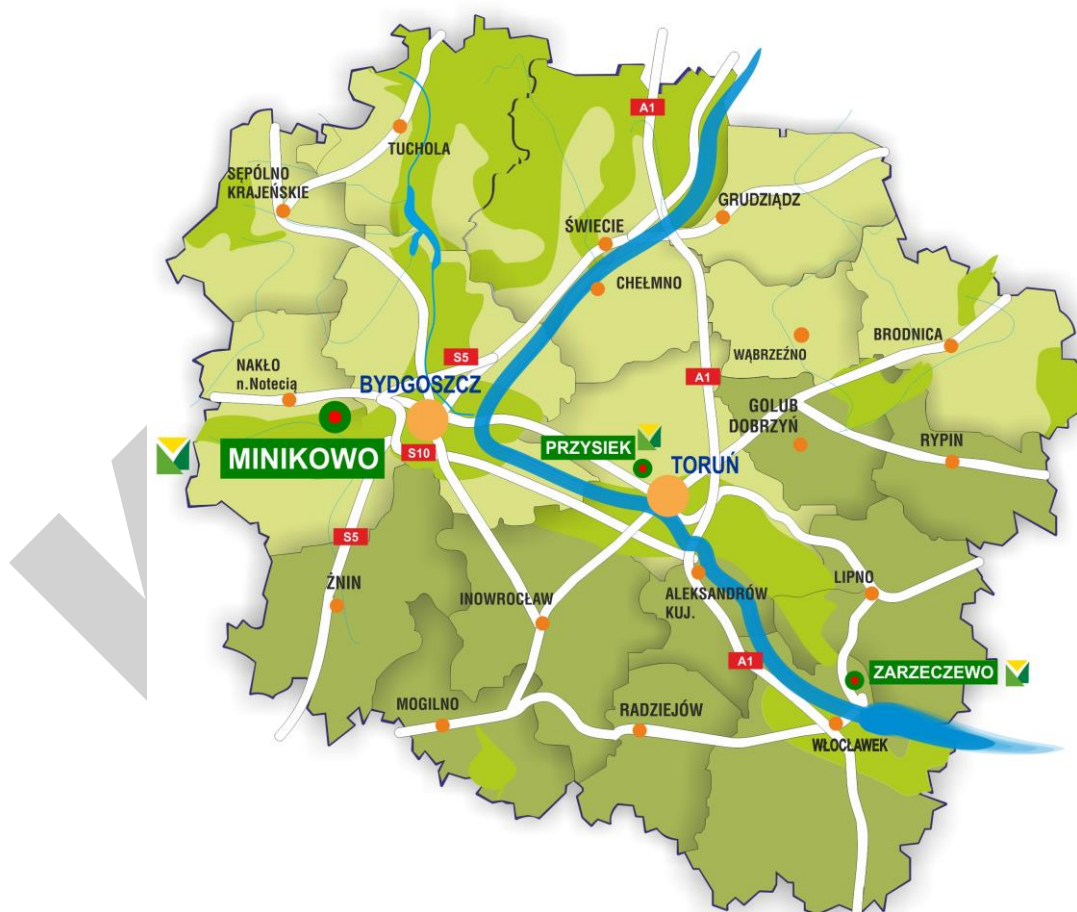 A1
TUCHOLA
SĘPÓLNO
KRAJEŃSKIE
GRUDZIĄDZ
ŚWIECIE
CHEŁMNO
BRODNICA
WĄBRZEŹNO
S5
NAKŁO
n.Notecią
BYDGOSZCZ
A1
GOLUB
DOBRZYŃ
RYPIN
PRZYSIEK
MINIKOWO
S10
TORUŃ
S5
ŻNIN
INOWROCŁAW
ALEKSANDRÓW
KUJ.
LIPNO
A1
ZARZECZEWO
MOGILNO
RADZIEJÓW
WŁOCŁAWEK